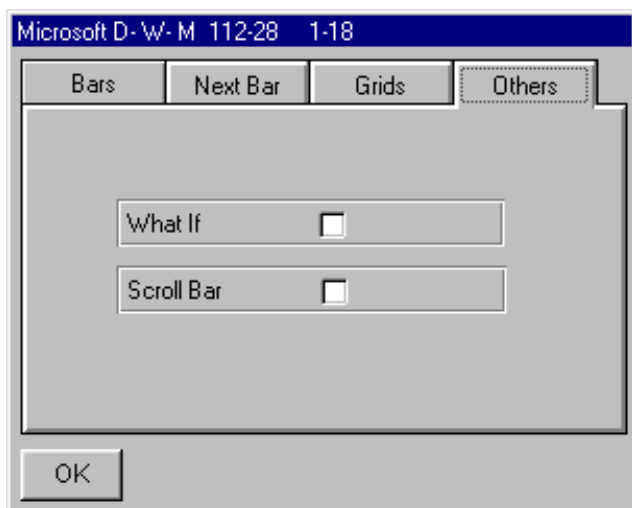 Microsoft D- W- M 112-28 1-18
Bars Next Bar Grids Others
What If
Scroll Bar
OK